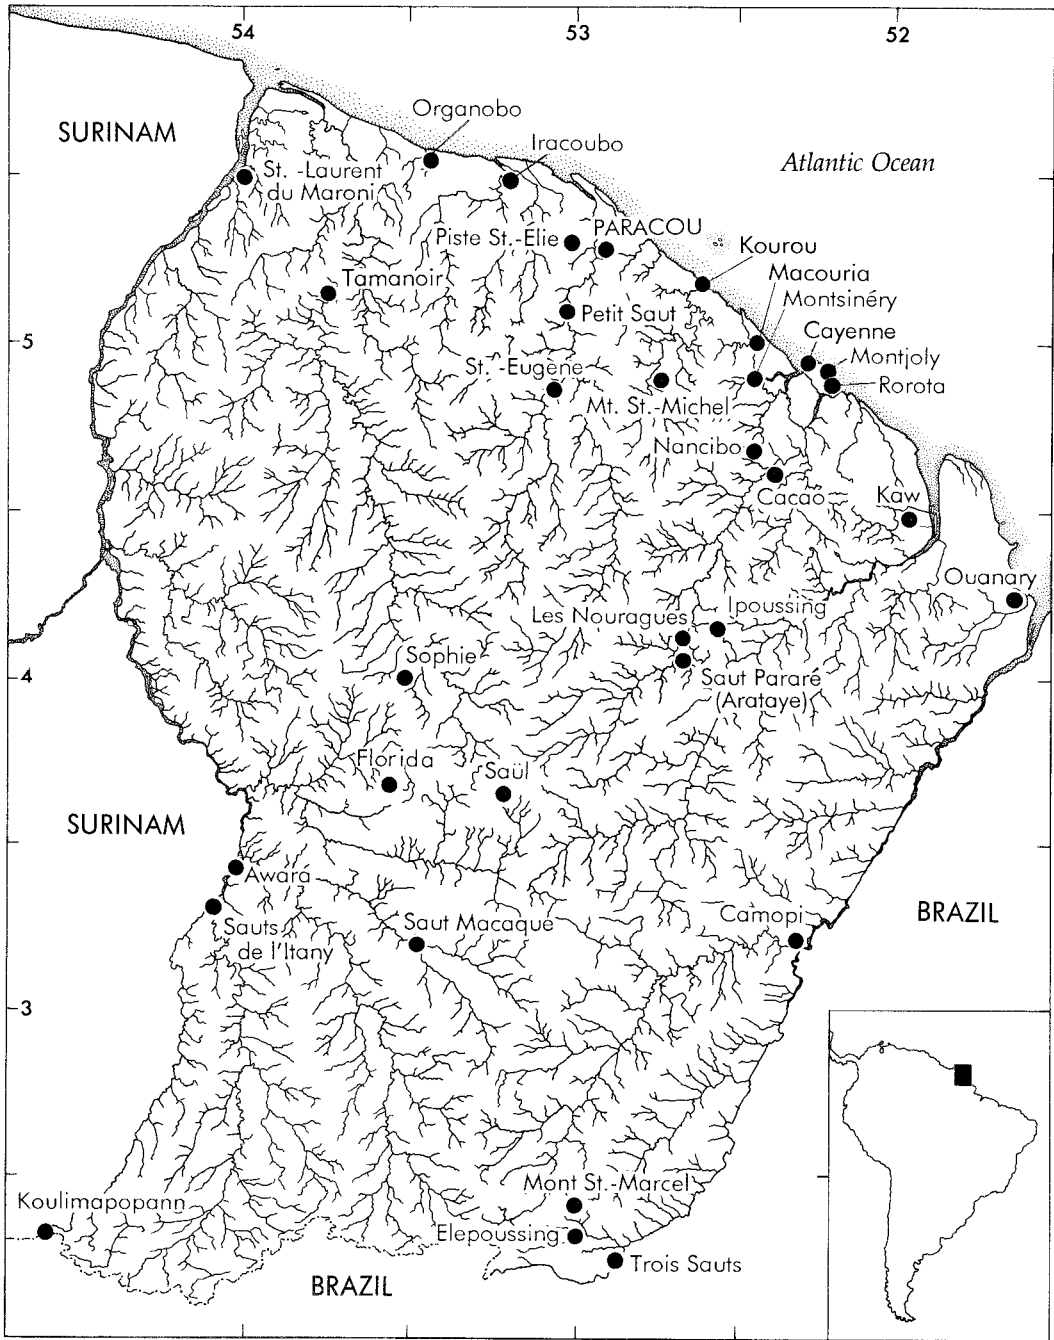 54
53
52
SURINAM
Organobo
Iracoubo
Atlantic Ocean
St. -Laurent
du Maroni
Piste St.-Élie
PARACOU
Kourou
Tamanoir
Macouria
Montsinéry
Petit Saut
5
Cayenne
Montjoly
St. -Eugène
Rorota
Mt. St.-Michel
Nancibo
Cacao
Kaw
Ouanary
Les Nouragues
Ipoussing
4
Sophie
Saut Pararé
(Arataye)
Florida
Saül
SURINAM
Awará
Sauts
de l'Itany
Saut Macaque
Camopi
BRAZIL
3
Mont St.-Marcel
Koulimapopann
Elepoussing
Trois Sauts
BRAZIL